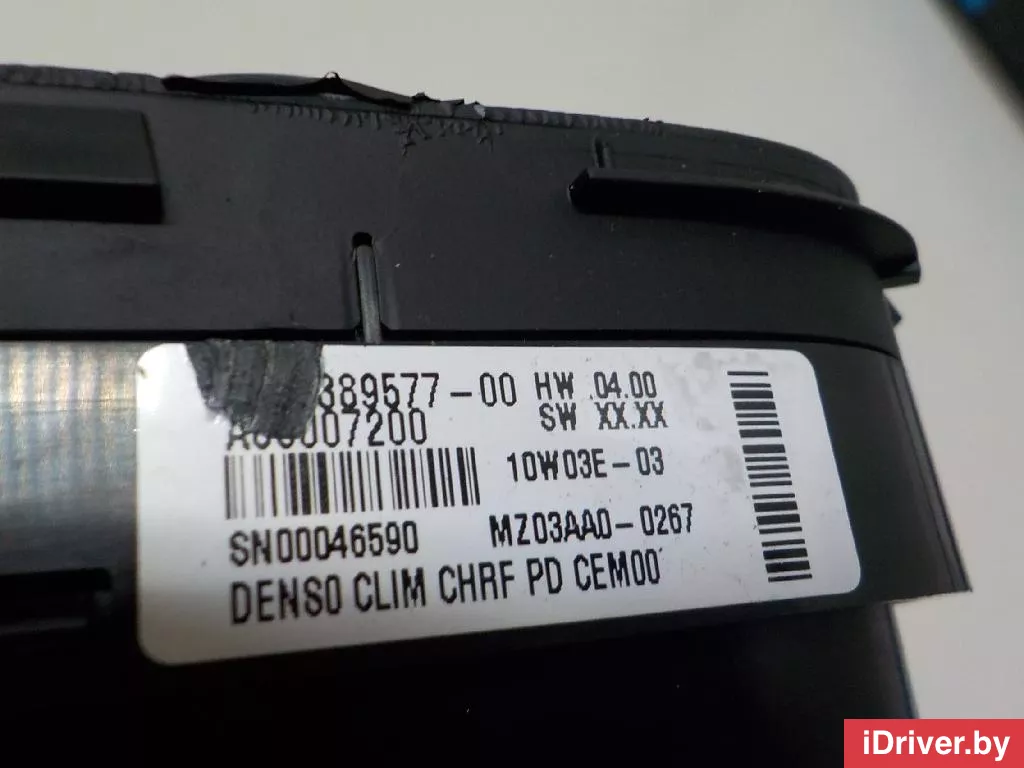 389577-00 HW 04.00
SW XX.XX
007200
10W03E-03
SN00046590 MZ03AA0-0267
DENSO CLIM CHRF PD CEM00
iDriver.by